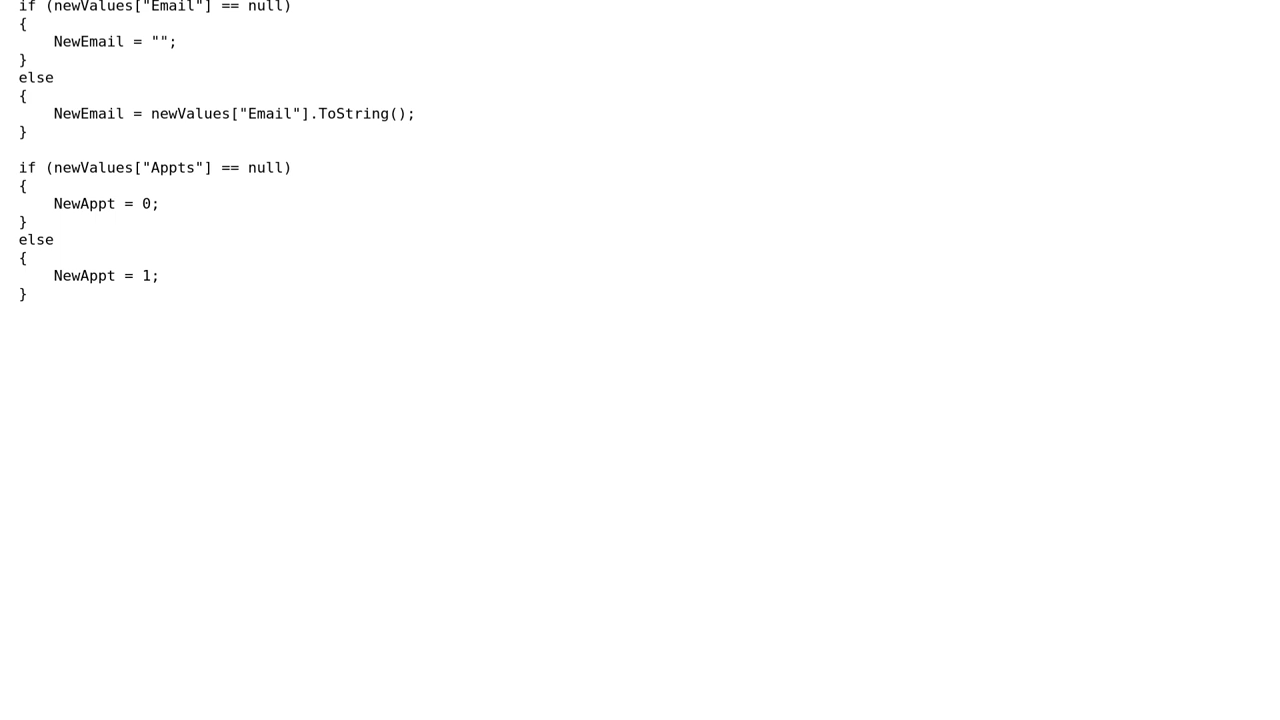 if (newValues["Email"] == null)
{
    NewEmail = "";
}
else
{
    NewEmail = newValues["Email"].ToString();
}

if (newValues["Appts"] == null)
{
    NewAppt = 0;
}
else
{
    NewAppt = 1;
}